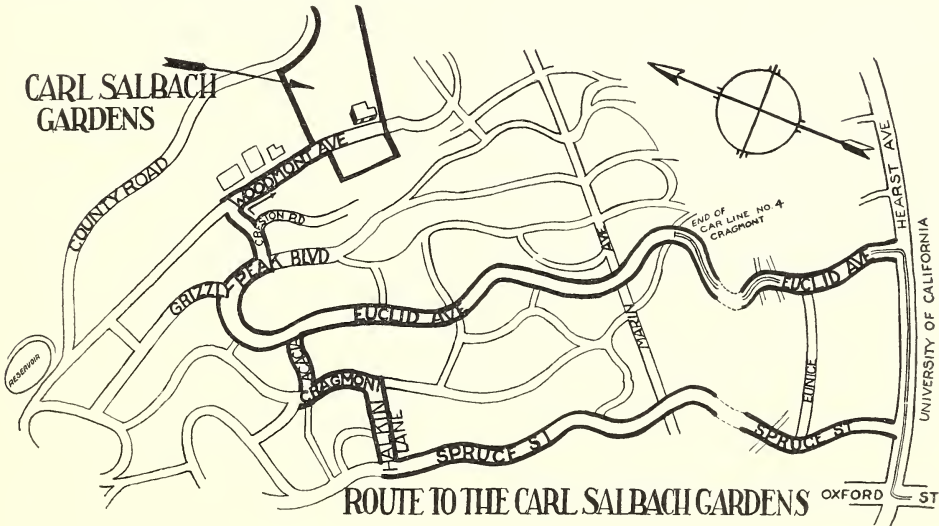 CARL SALBACH
GARDENS
COUNTY ROAD
WOODMONT AVE
CRESTON RD
GRIZZLY PEAK BLVD
RESERVOIR
EUCLID AVE
ACACIA
CRAGMONT
HALKIN
LANE
SPRUCE ST
MARIN AVE
END OF
CAR LINE NO. 4
CRAGMONT
EUCLID AVE
EUNICE
SPRUCE ST
HEARST AVE
UNIVERSITY OF CALIFORNIA
OXFORD ST
ROUTE TO THE CARL SALBACH GARDENS